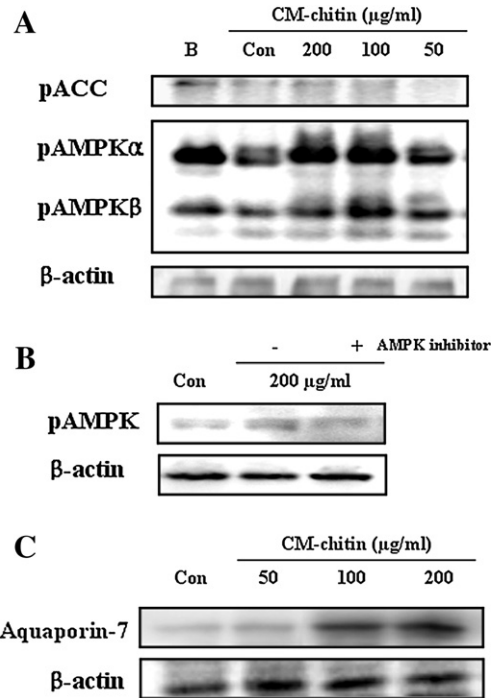 A
CM-chitin (µg/ml)
B Con 200 100 50
pACC
pAMPKα
pAMPKβ
β-actin
B
- + AMPK inhibitor
Con 200 µg/ml
pAMPK
β-actin
C
CM-chitin (µg/ml)
Con 50 100 200
Aquaporin-7
β-actin